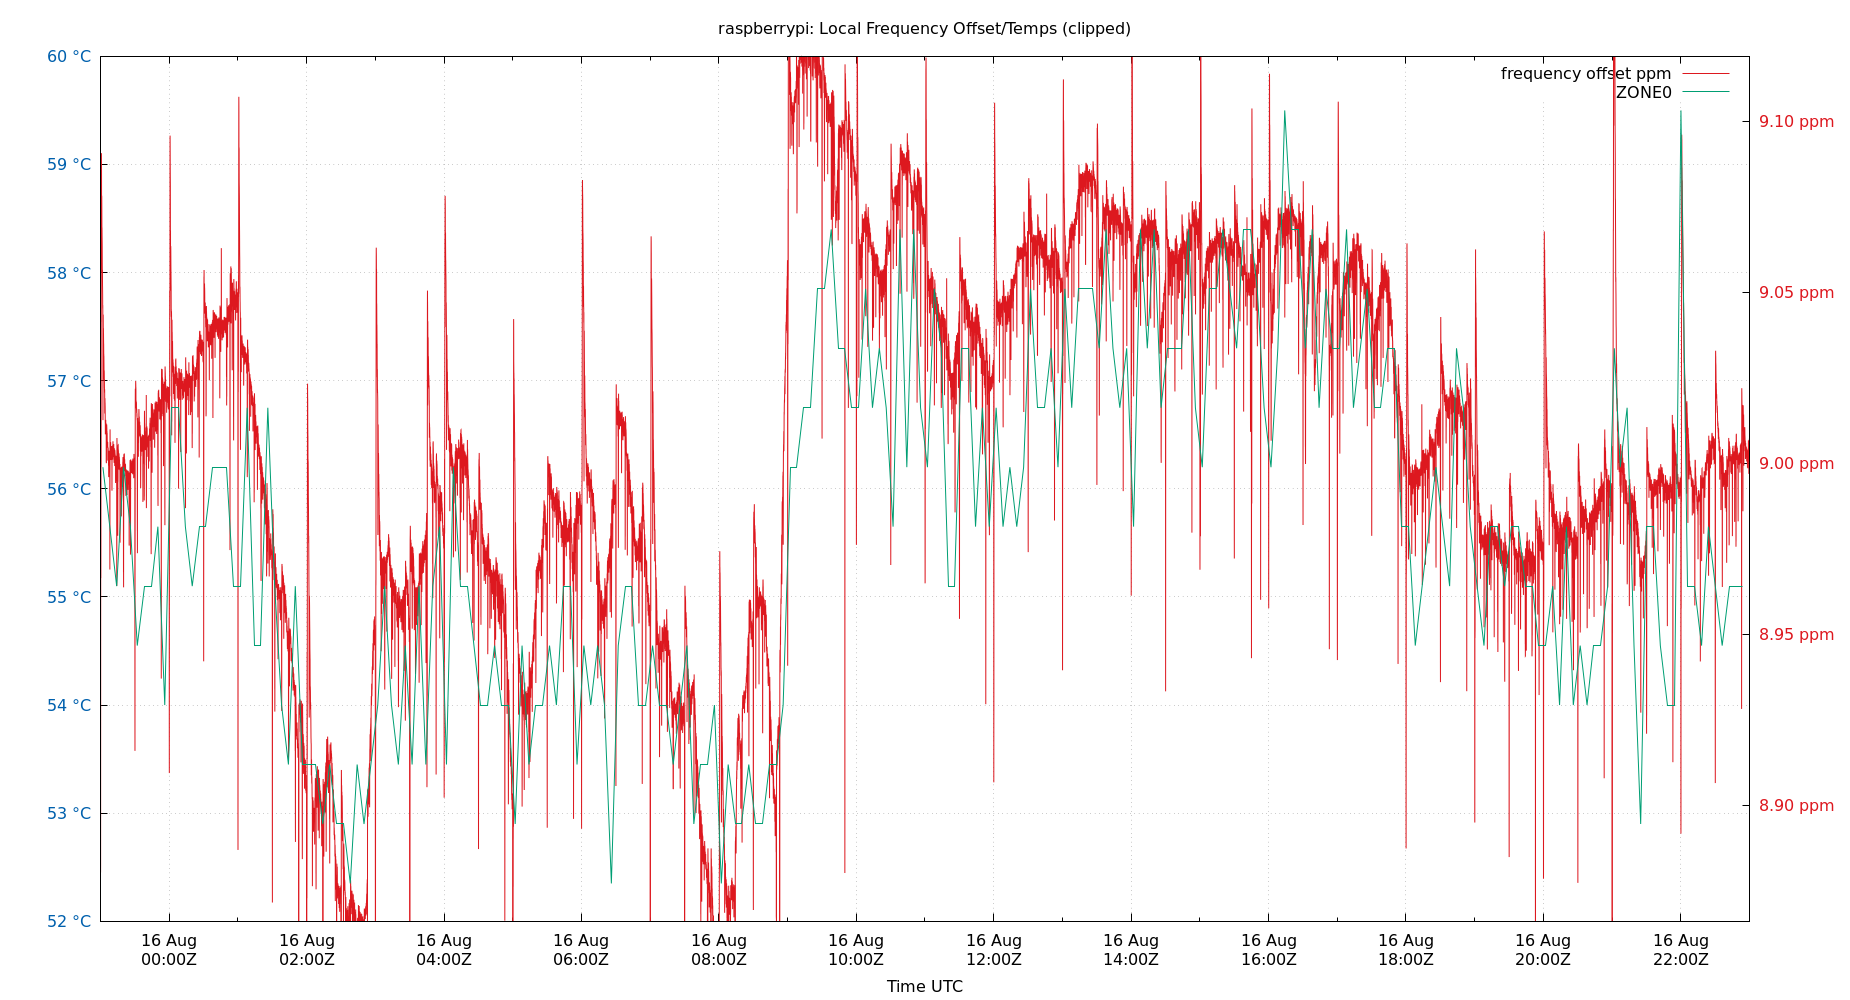 raspberrypi: Local Frequency Offset/Temps (clipped)
60 °C
59 °C
58 °C
57 °C
56 °C
55 °C
54 °C
53 °C
52 °C
frequency offset ppm
ZONE0
9.10 ppm
9.05 ppm
9.00 ppm
8.95 ppm
8.90 ppm
16 Aug
00:00Z
16 Aug
02:00Z
16 Aug
04:00Z
16 Aug
06:00Z
16 Aug
08:00Z
16 Aug
10:00Z
16 Aug
12:00Z
16 Aug
14:00Z
16 Aug
16:00Z
16 Aug
18:00Z
16 Aug
20:00Z
16 Aug
22:00Z
Time UTC